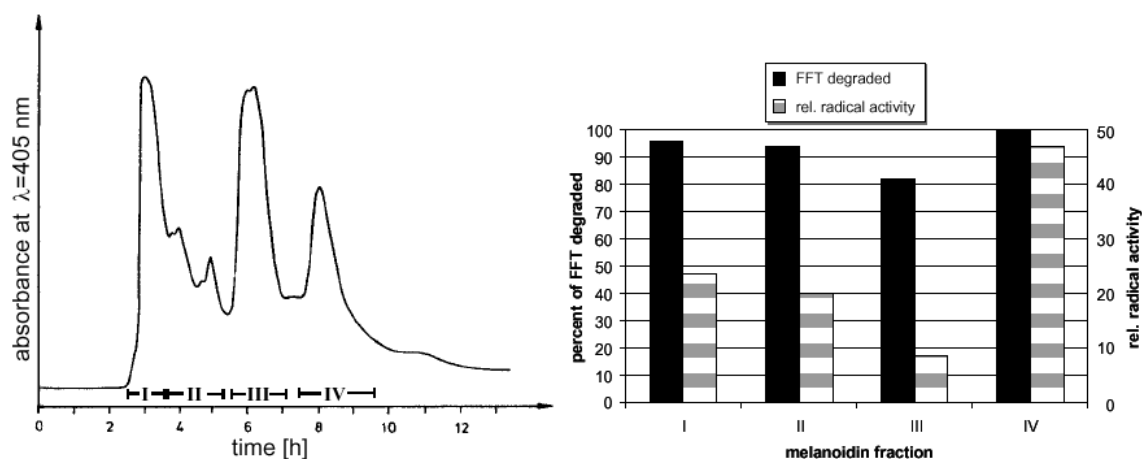 absorbance at λ=405 nm
I II III IV
0 2 4 6 8 10 12
time [h]
FFT degraded
rel. radical activity
percent of FFT degraded
100
90
80
70
60
50
40
30
20
10
0
50
40
30
20
10
0
rel. radical activity
I II III IV
melanoidin fraction